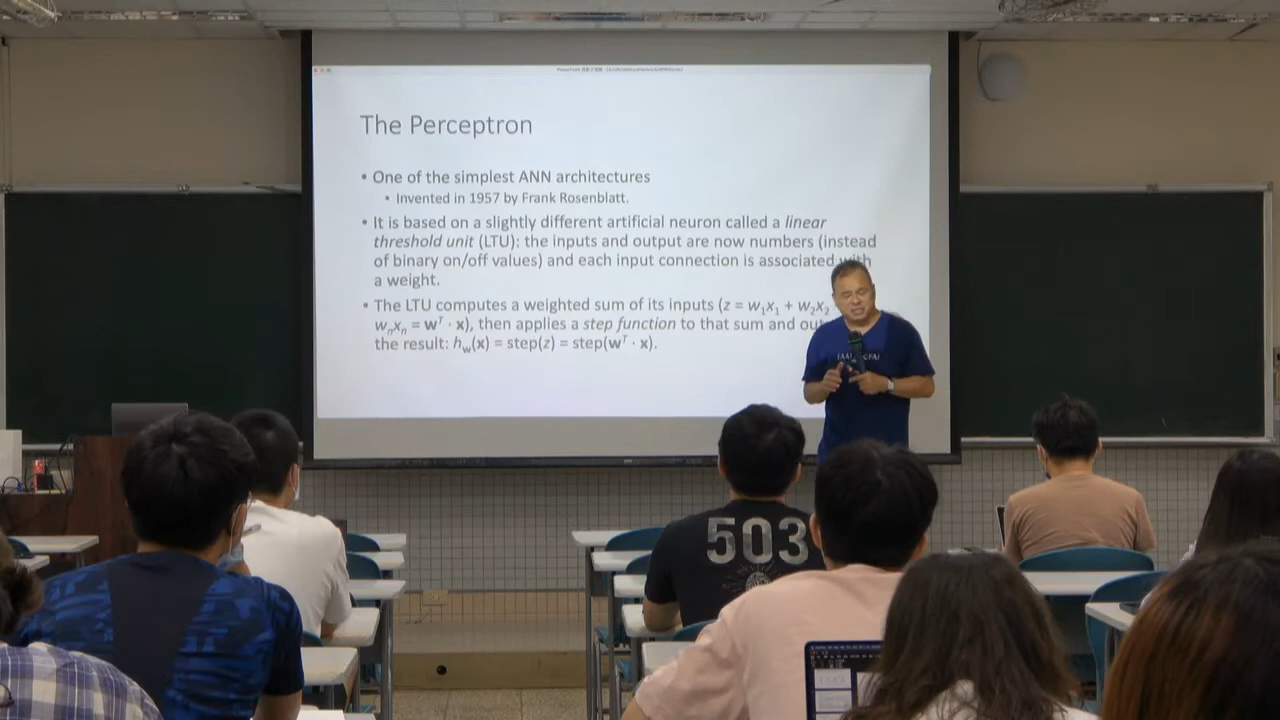 The Perceptron
• One of the simplest ANN architectures
• Invented in 1957 by Frank Rosenblatt.
• It is based on a slightly different artificial neuron called a linear
threshold unit (LTU): the inputs and output are now numbers (instead
of binary on/off values) and each input connection is associated with
a weight.
• The LTU computes a weighted sum of its inputs (z = w₁x₁ + w₂x₂
wₙxₙ = wᵀ · x), then applies a step function to that sum and
the result: h_w(x) = step(z) = step(wᵀ · x).
503